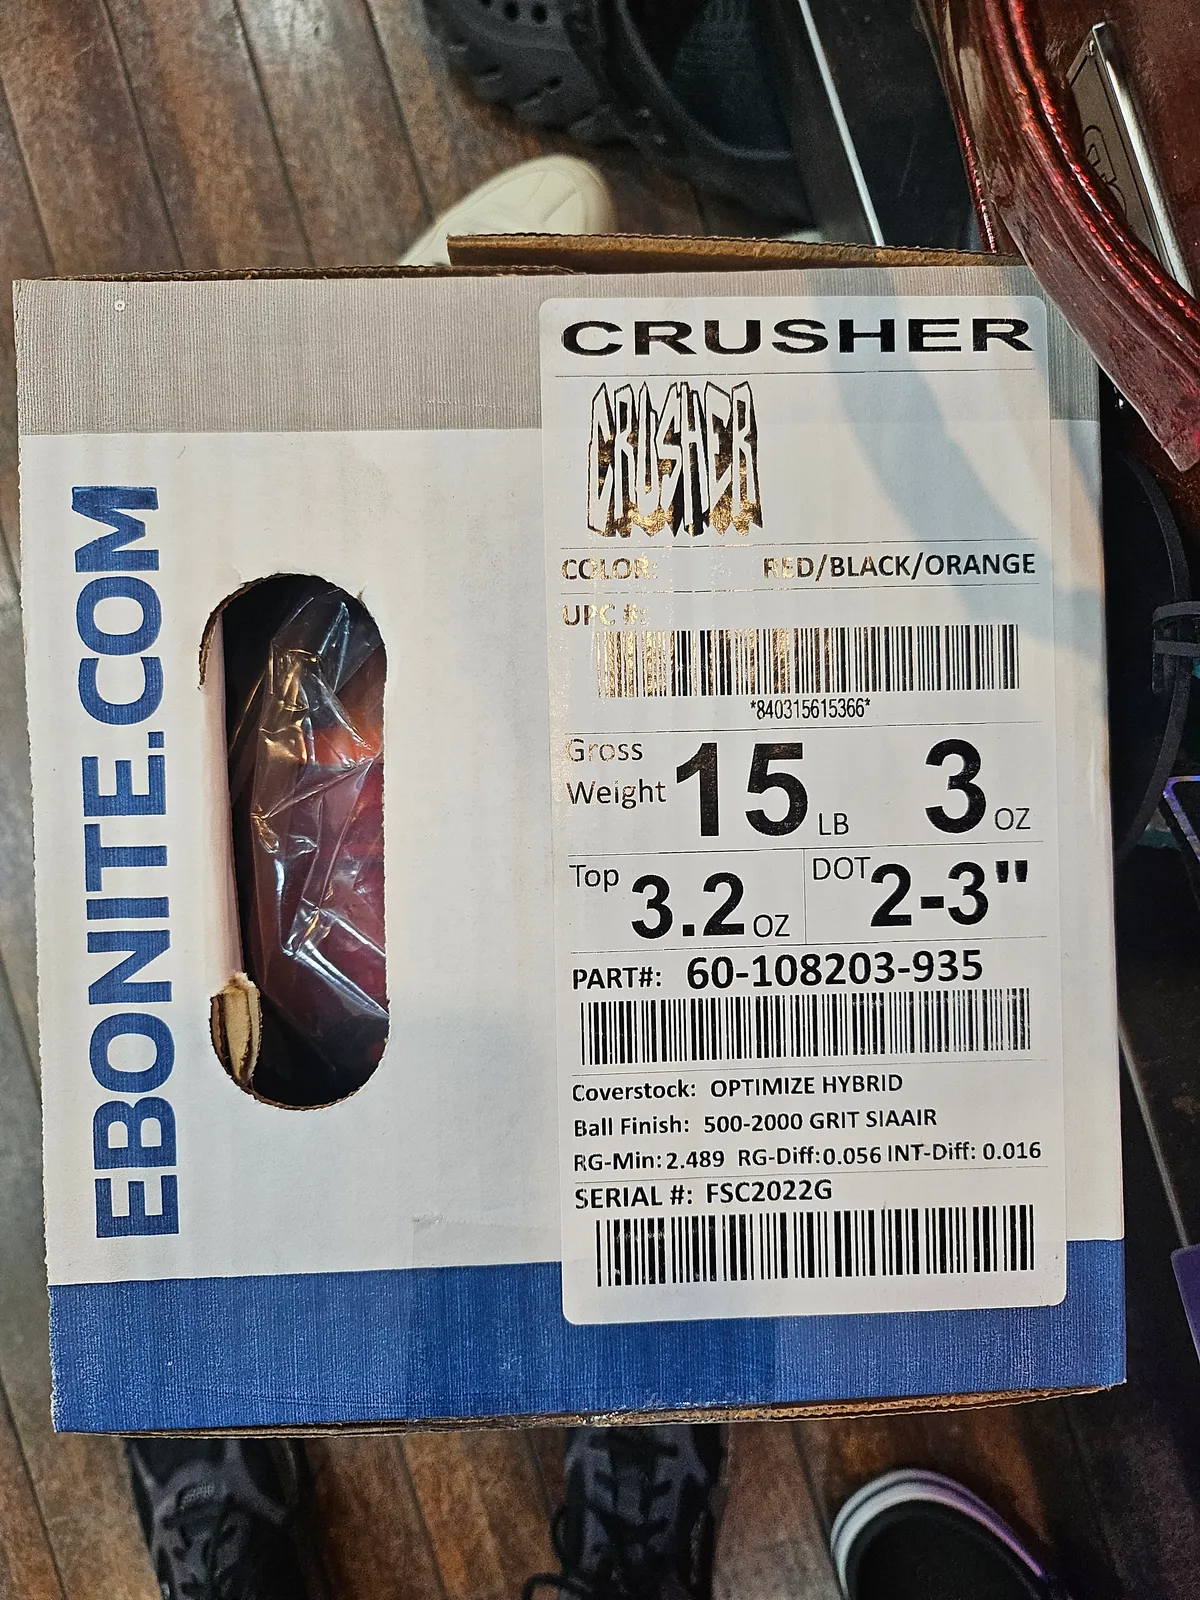 EBONITE.COM
CRUSHER
CRUSHER
COLOR: RED/BLACK/ORANGE
UPC #:
*840315615366*
Gross Weight 15 LB 3 OZ
Top 3.2 OZ DOT 2-3"
PART#: 60-108203-935
Coverstock: OPTIMIZE HYBRID
Ball Finish: 500-2000 GRIT SIAAIR
RG-Min: 2.489 RG-Diff: 0.056 INT-Diff: 0.016
SERIAL #: FSC2022G